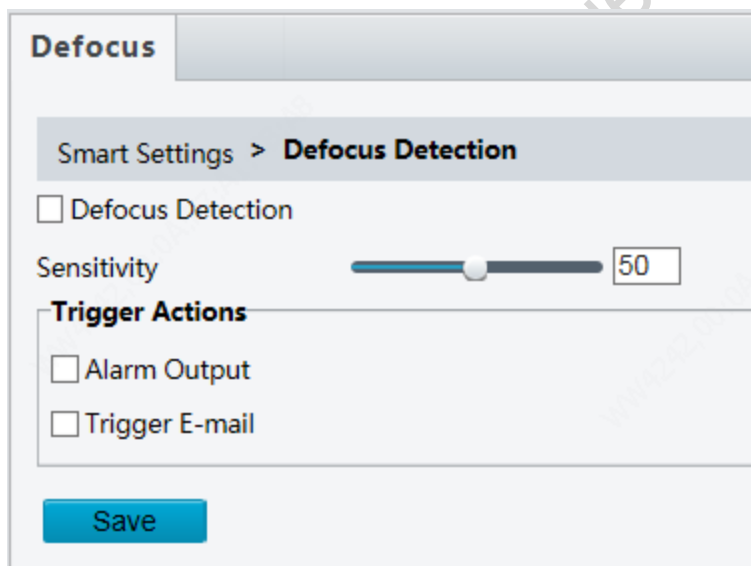 Defocus
Smart Settings > Defocus Detection
Defocus Detection
Sensitivity 50
Trigger Actions
Alarm Output
Trigger E-mail
Save